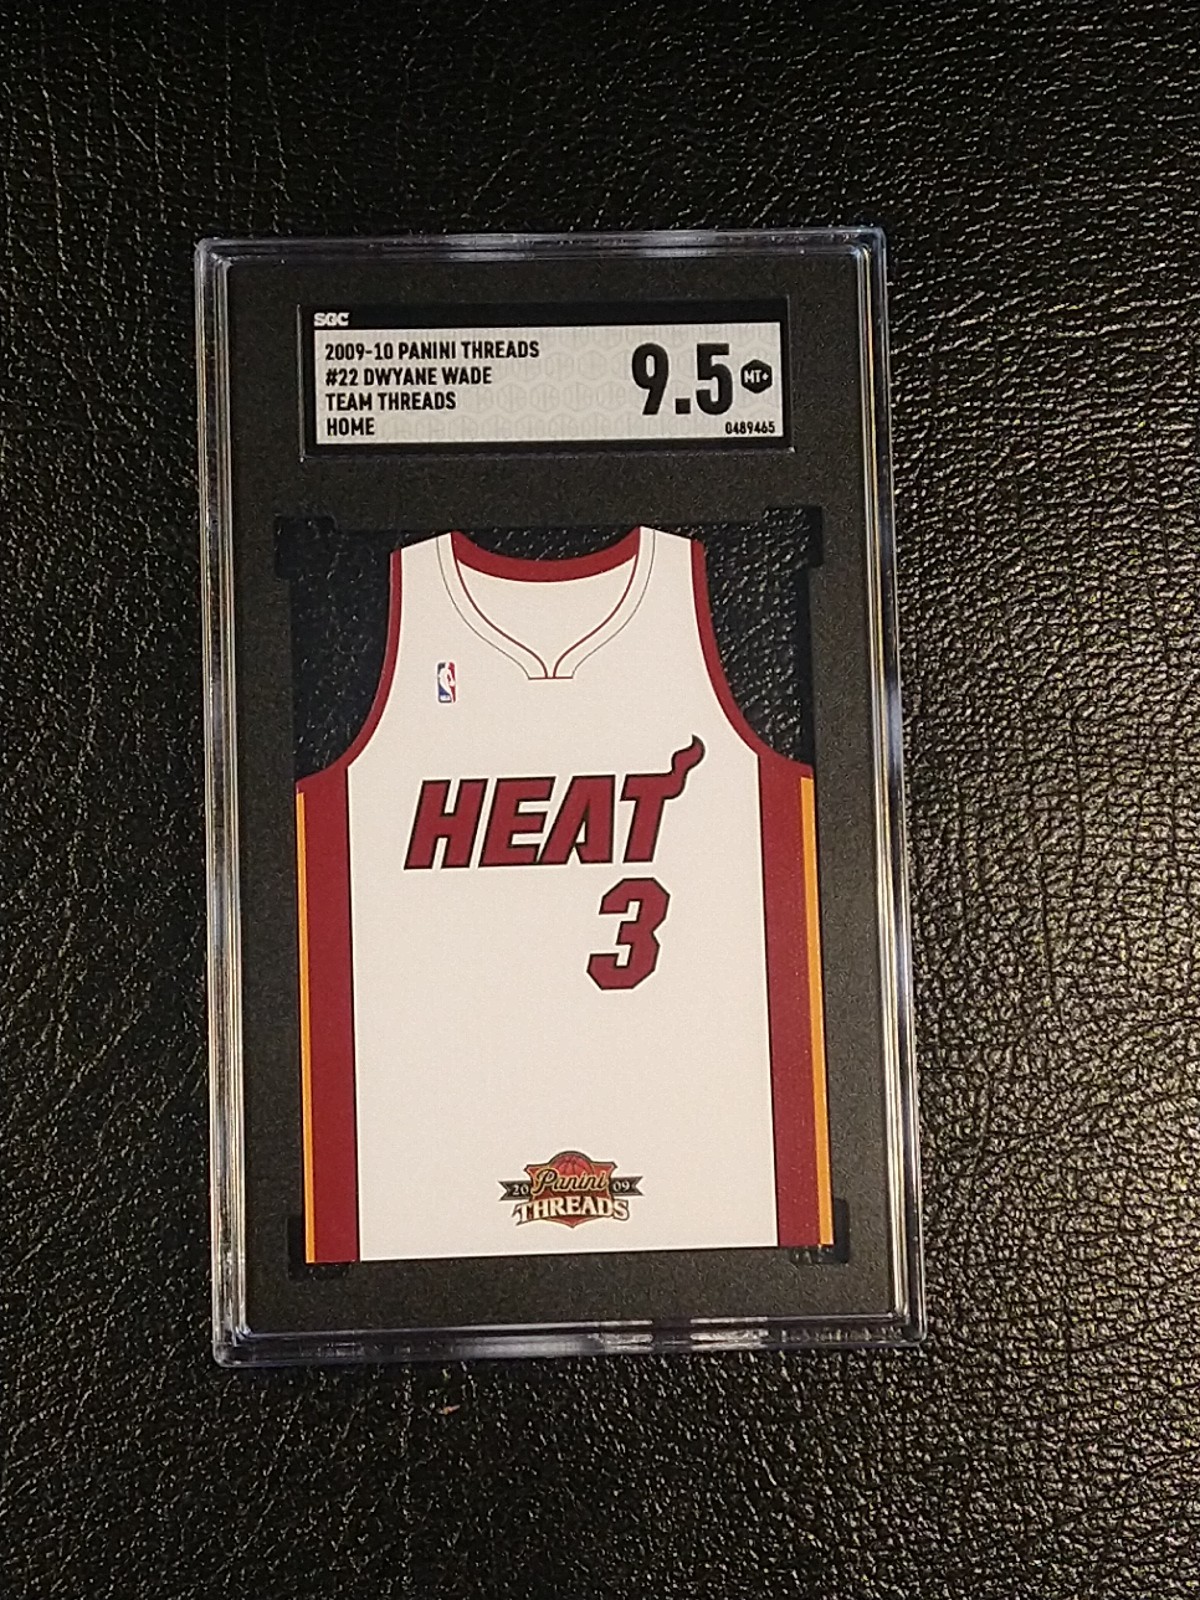 SGC
2009-10 PANINI THREADS
#22 DWYANE WADE
TEAM THREADS
HOME
9.5
MT+
0489465
HEAT
3
20 Panini 09
THREADS